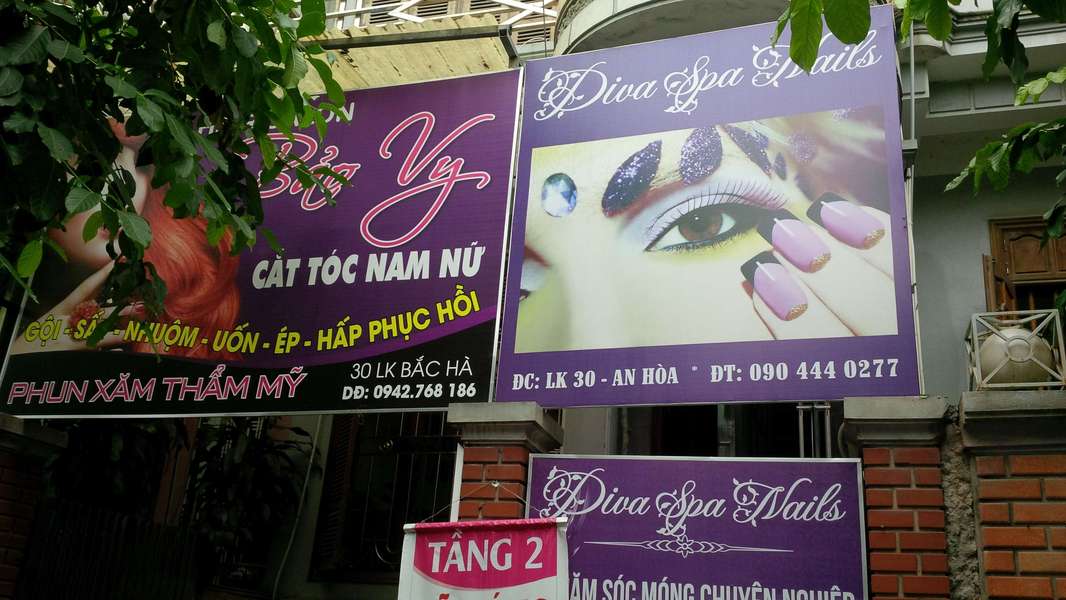 Bảo Vy
CẮT TÓC NAM NỮ
GỘI - SẤY - NHUỘM - UỐN - ÉP - HẤP PHỤC HỒI
PHUN XĂM THẨM MỸ
30 LK BẮC HÀ
DĐ: 0942.768 186
Diva Spa Nails
ĐC: LK 30 - AN HÒA * ĐT: 090 444 0277
Diva Spa Nails
TẦNG 2
SÓC MÓNG CHUYÊN NGHIỆP